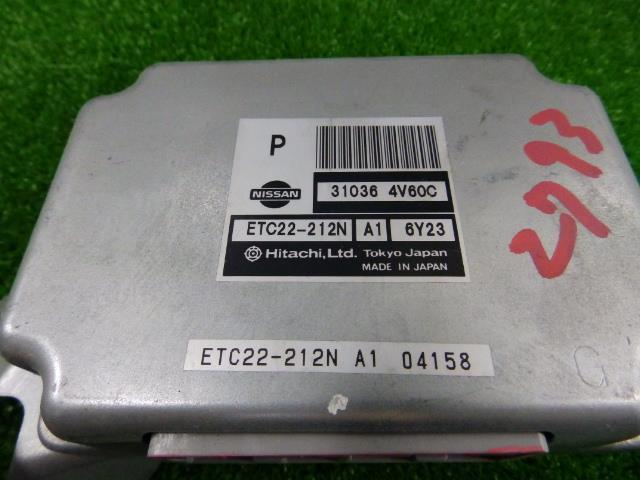 P
NISSAN
31036 4V60C
ETC22-212N A1 6Y23
Hitachi, Ltd. Tokyo Japan
MADE IN JAPAN
ETC22-212N A1 04158
G